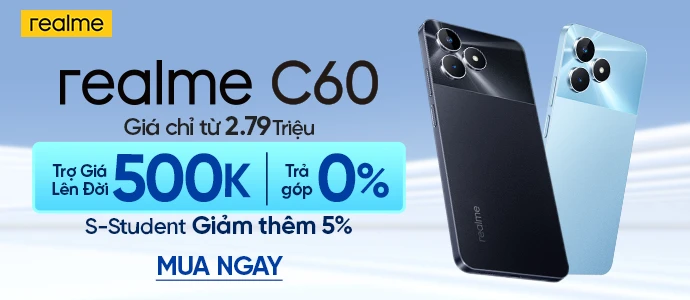 realme
realme C60
Giá chỉ từ 2.79 Triệu
Trợ Giá
Lên Đời
500K
Trả
góp
0%
S-Student Giảm thêm 5%
MUA NGAY
realme